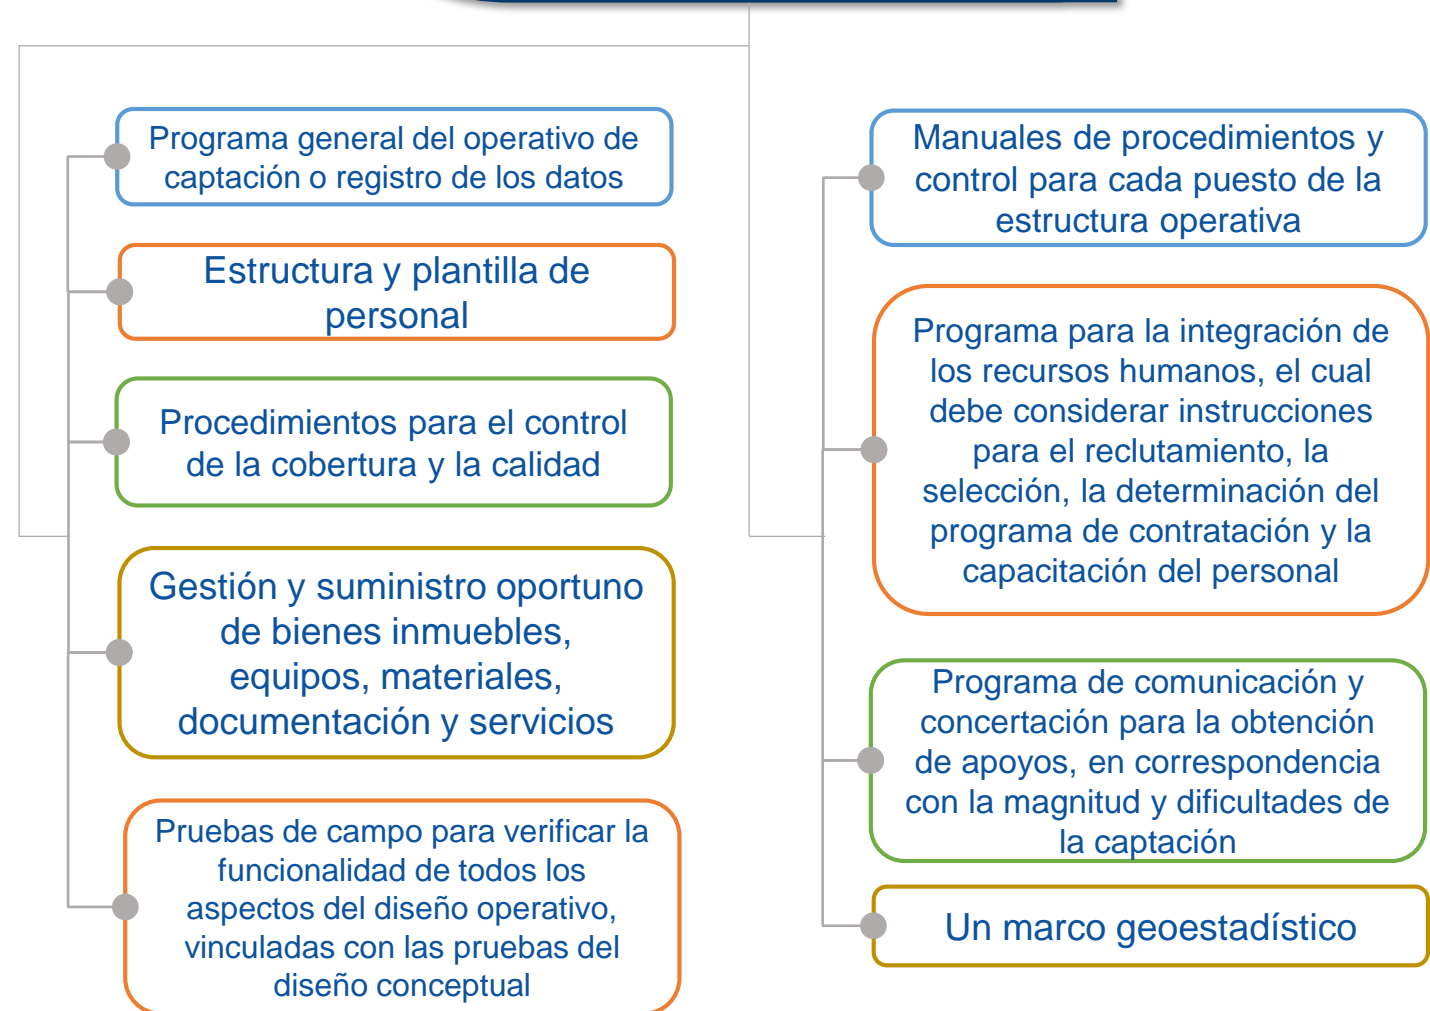 Programa general del operativo de
captación o registro de los datos
Estructura y plantilla de
personal
Procedimientos para el control
de la cobertura y la calidad
Gestión y suministro oportuno
de bienes inmuebles,
equipos, materiales,
documentación y servicios
Pruebas de campo para verificar la
funcionalidad de todos los
aspectos del diseño operativo,
vinculadas con las pruebas del
diseño conceptual
Manuales de procedimientos y
control para cada puesto de la
estructura operativa
Programa para la integración de
los recursos humanos, el cual
debe considerar instrucciones
para el reclutamiento, la
selección, la determinación del
programa de contratación y la
capacitación del personal
Programa de comunicación y
concertación para la obtención
de apoyos, en correspondencia
con la magnitud y dificultades de
la captación
Un marco geoestadístico